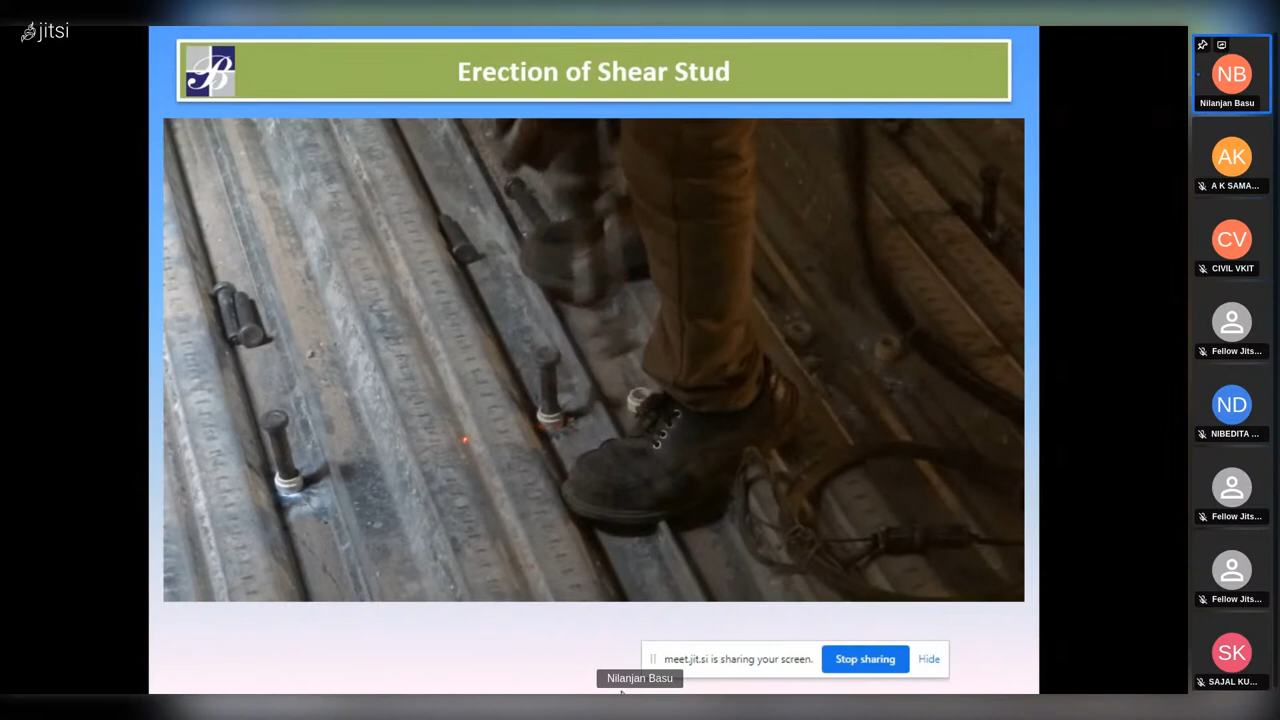 jitsi
Erection of Shear Stud
B
meet.jit.si is sharing your screen.
Stop sharing
Hide
Nilanjan Basu
NB
Nilanjan Basu
AK
A K SAMA...
CV
CIVIL VKIT
Fellow Jits...
ND
NIBEDITA ...
Fellow Jits...
Fellow Jits...
SK
SAJAL KU...